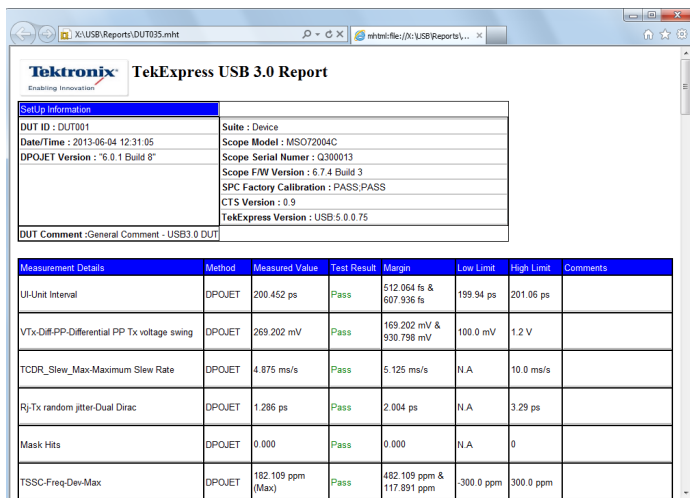 X:\USB\Reports\DUT035.mht
mhtml:file://X:\USB\Reports\...
Tektronix
Enabling Innovation
TekExpress USB 3.0 Report
SetUp Information
DUT ID : DUT001
Suite : Device
Date/Time : 2013-06-04 12:31:05
Scope Model : MSO72004C
DPOJET Version : "6.0.1 Build 8"
Scope Serial Numer : Q300013
Scope F/W Version : 6.7.4 Build 3
SPC Factory Calibration : PASS;PASS
CTS Version : 0.9
TekExpress Version : USB:5.0.0.75
DUT Comment :General Comment - USB3.0 DUT
Measurement Details Method Measured Value Test Result Margin Low Limit High Limit Comments
UI-Unit Interval DPOJET 200.452 ps Pass 512.064 fs & 607.936 fs 199.94 ps 201.06 ps
VTx-Diff-PP-Differential PP Tx voltage swing DPOJET 269.202 mV Pass 169.202 mV & 930.798 mV 100.0 mV 1.2 V
TCDR_Slew_Max-Maximum Slew Rate DPOJET 4.875 ms/s Pass 5.125 ms/s N.A 10.0 ms/s
Rj-Tx random jitter-Dual Dirac DPOJET 1.286 ps Pass 2.004 ps N.A 3.29 ps
Mask Hits DPOJET 0.000 Pass 0.000 N.A 0
TSSC-Freq-Dev-Max DPOJET 182.109 ppm (Max) Pass 482.109 ppm & 117.891 ppm -300.0 ppm 300.0 ppm